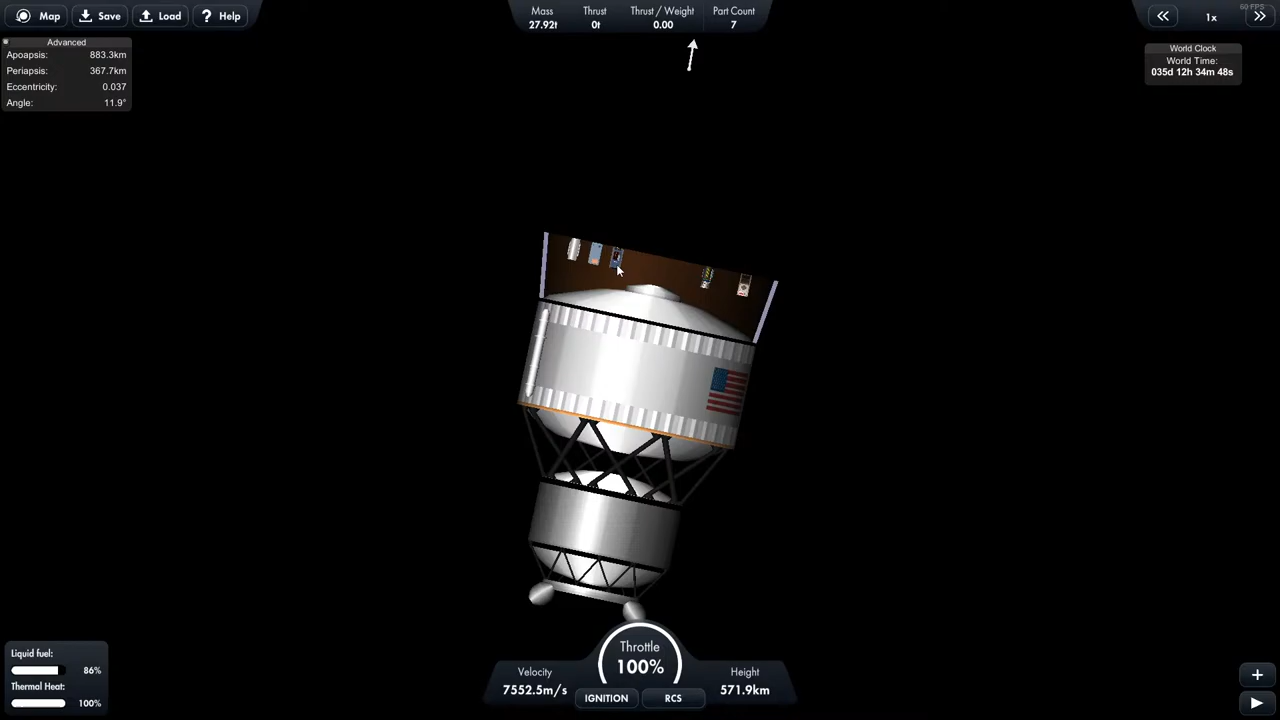 Map
Save
Load
Help
Mass
27.92t
Thrust
0t
Thrust / Weight
0.00
Part Count
7
60 FPS
1x
Advanced
Apoapsis: 883.3km
Periapsis: 367.7km
Eccentricity: 0.037
Angle: 11.9°
World Clock
World Time:
035d 12h 34m 48s
Liquid fuel:
86%
Thermal Heat:
100%
Throttle
100%
Velocity
7552.5m/s
Height
571.9km
IGNITION
RCS